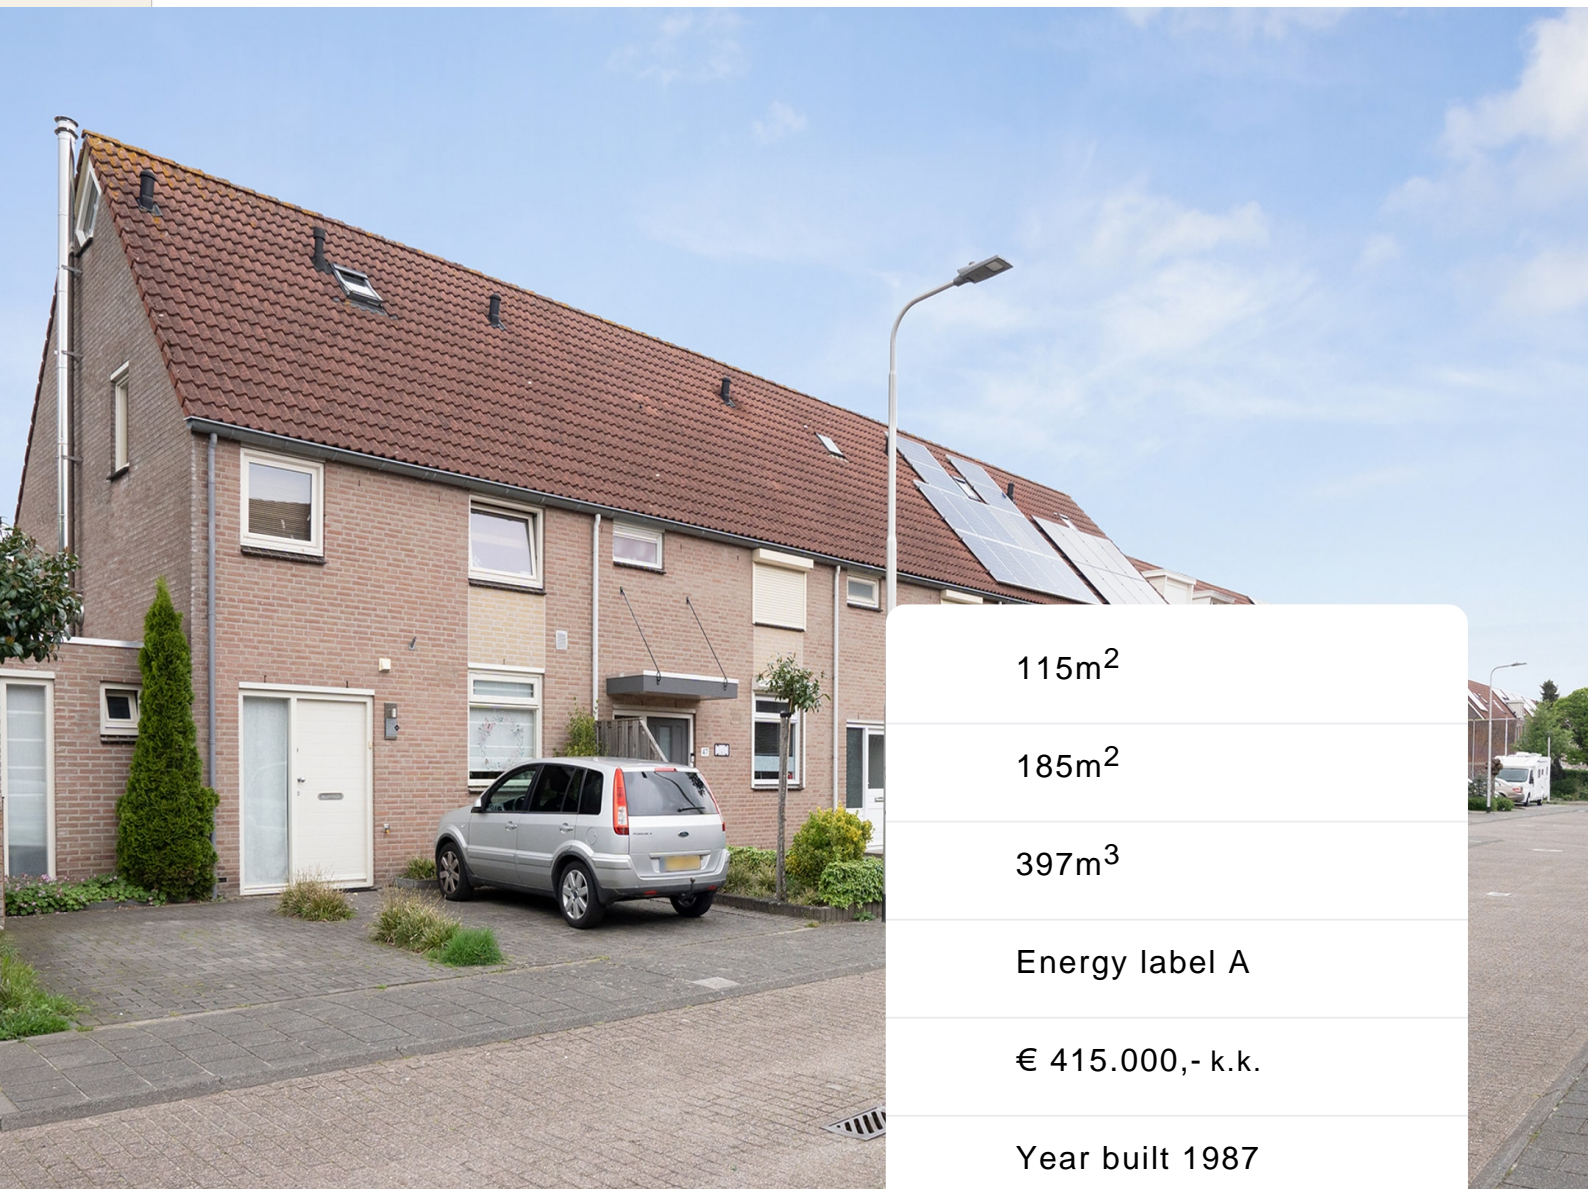 115m²
185m²
397m³
Energy label A
€ 415.000,- k.k.
Year built 1987